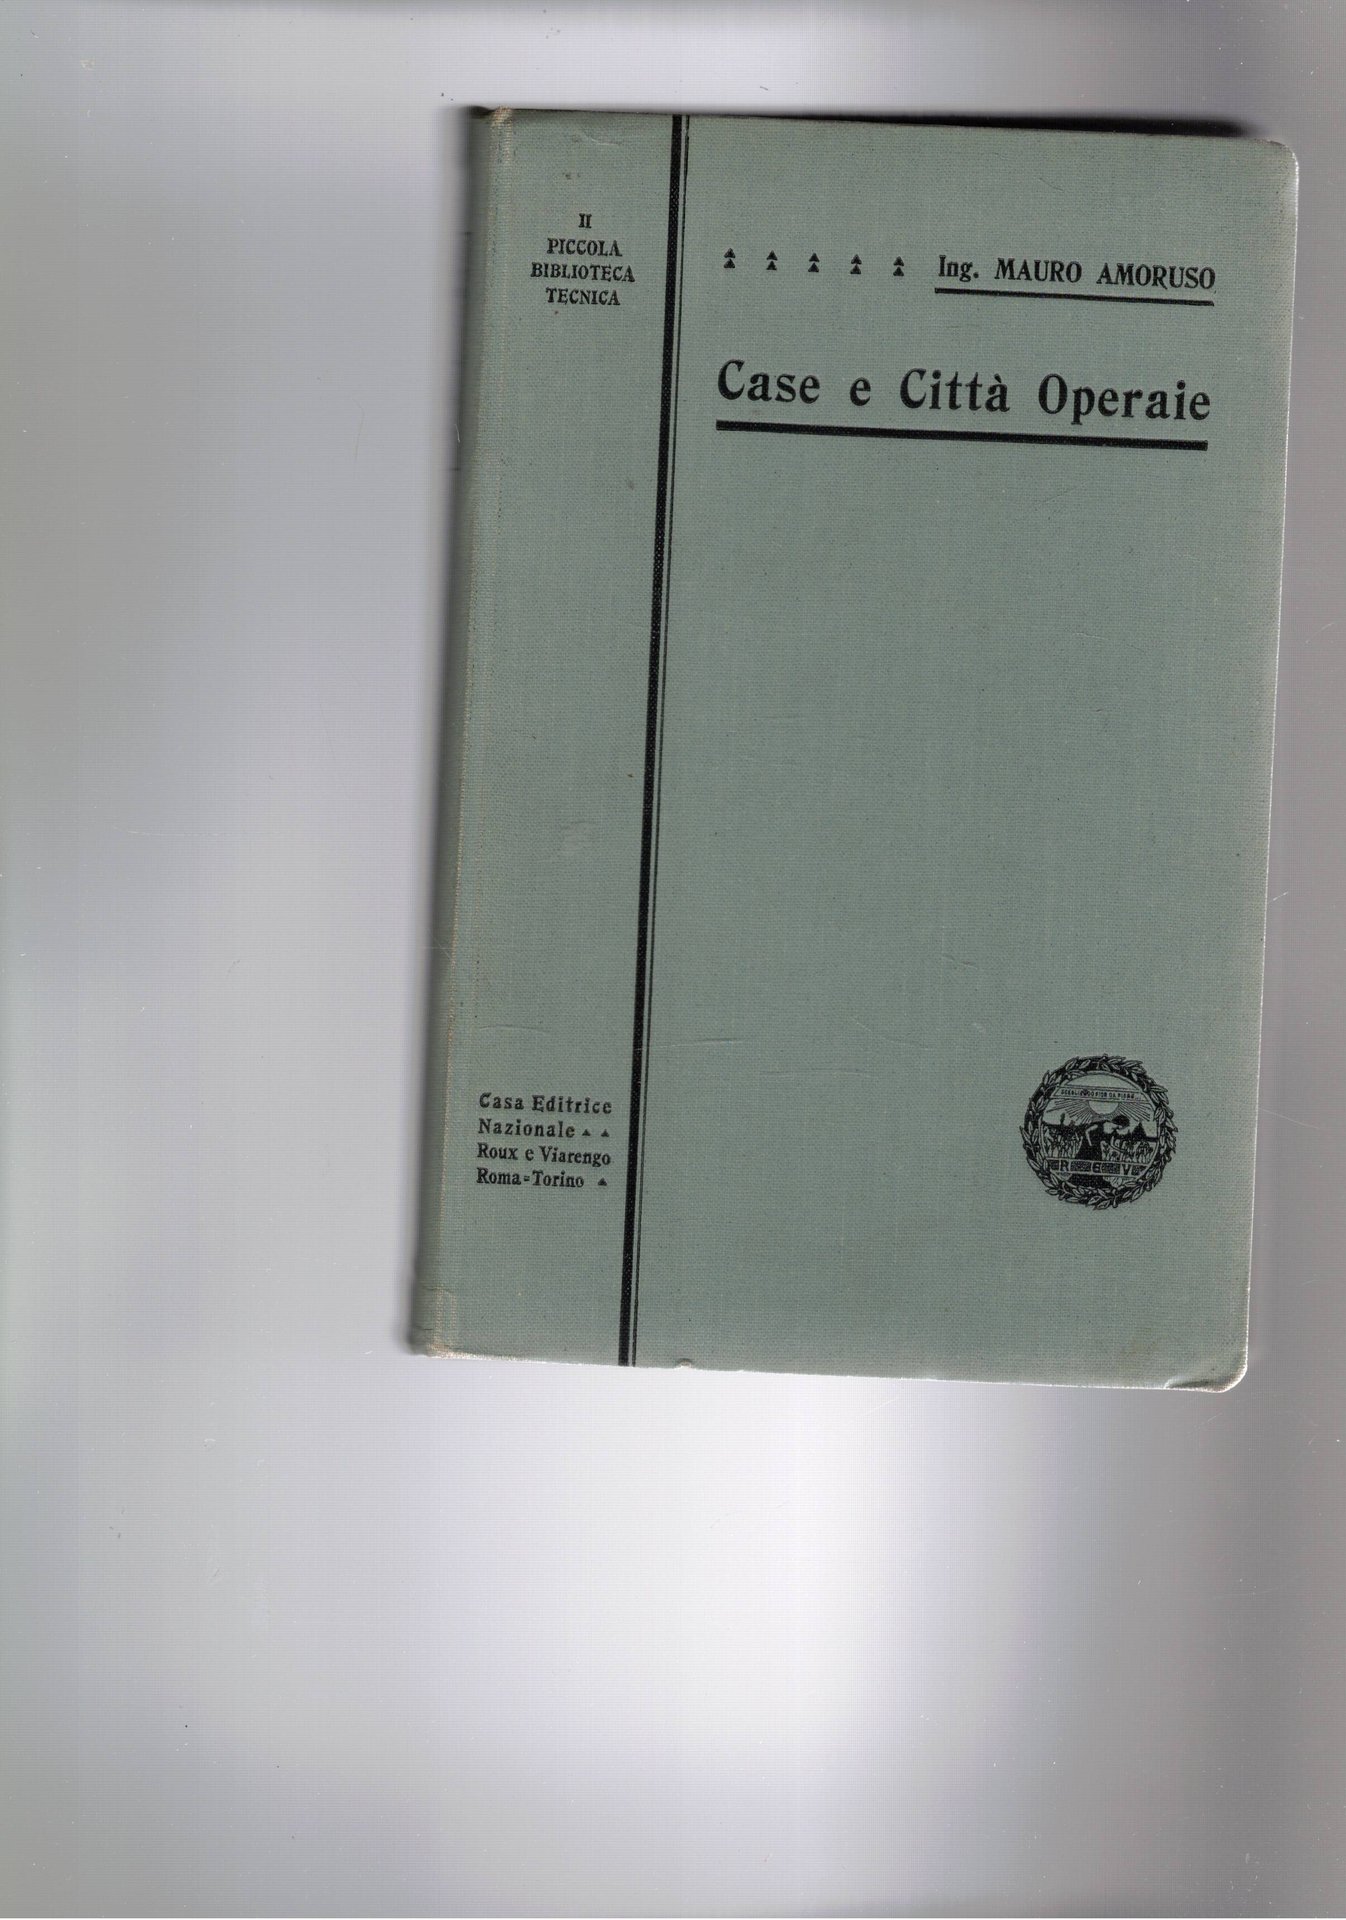 II
PICCOLA
BIBLIOTECA
TECNICA
Ing. MAURO AMORUSO
Case e Città Operaie
Casa Editrice
Nazionale
Roux e Viarengo
Roma-Torino
R E V